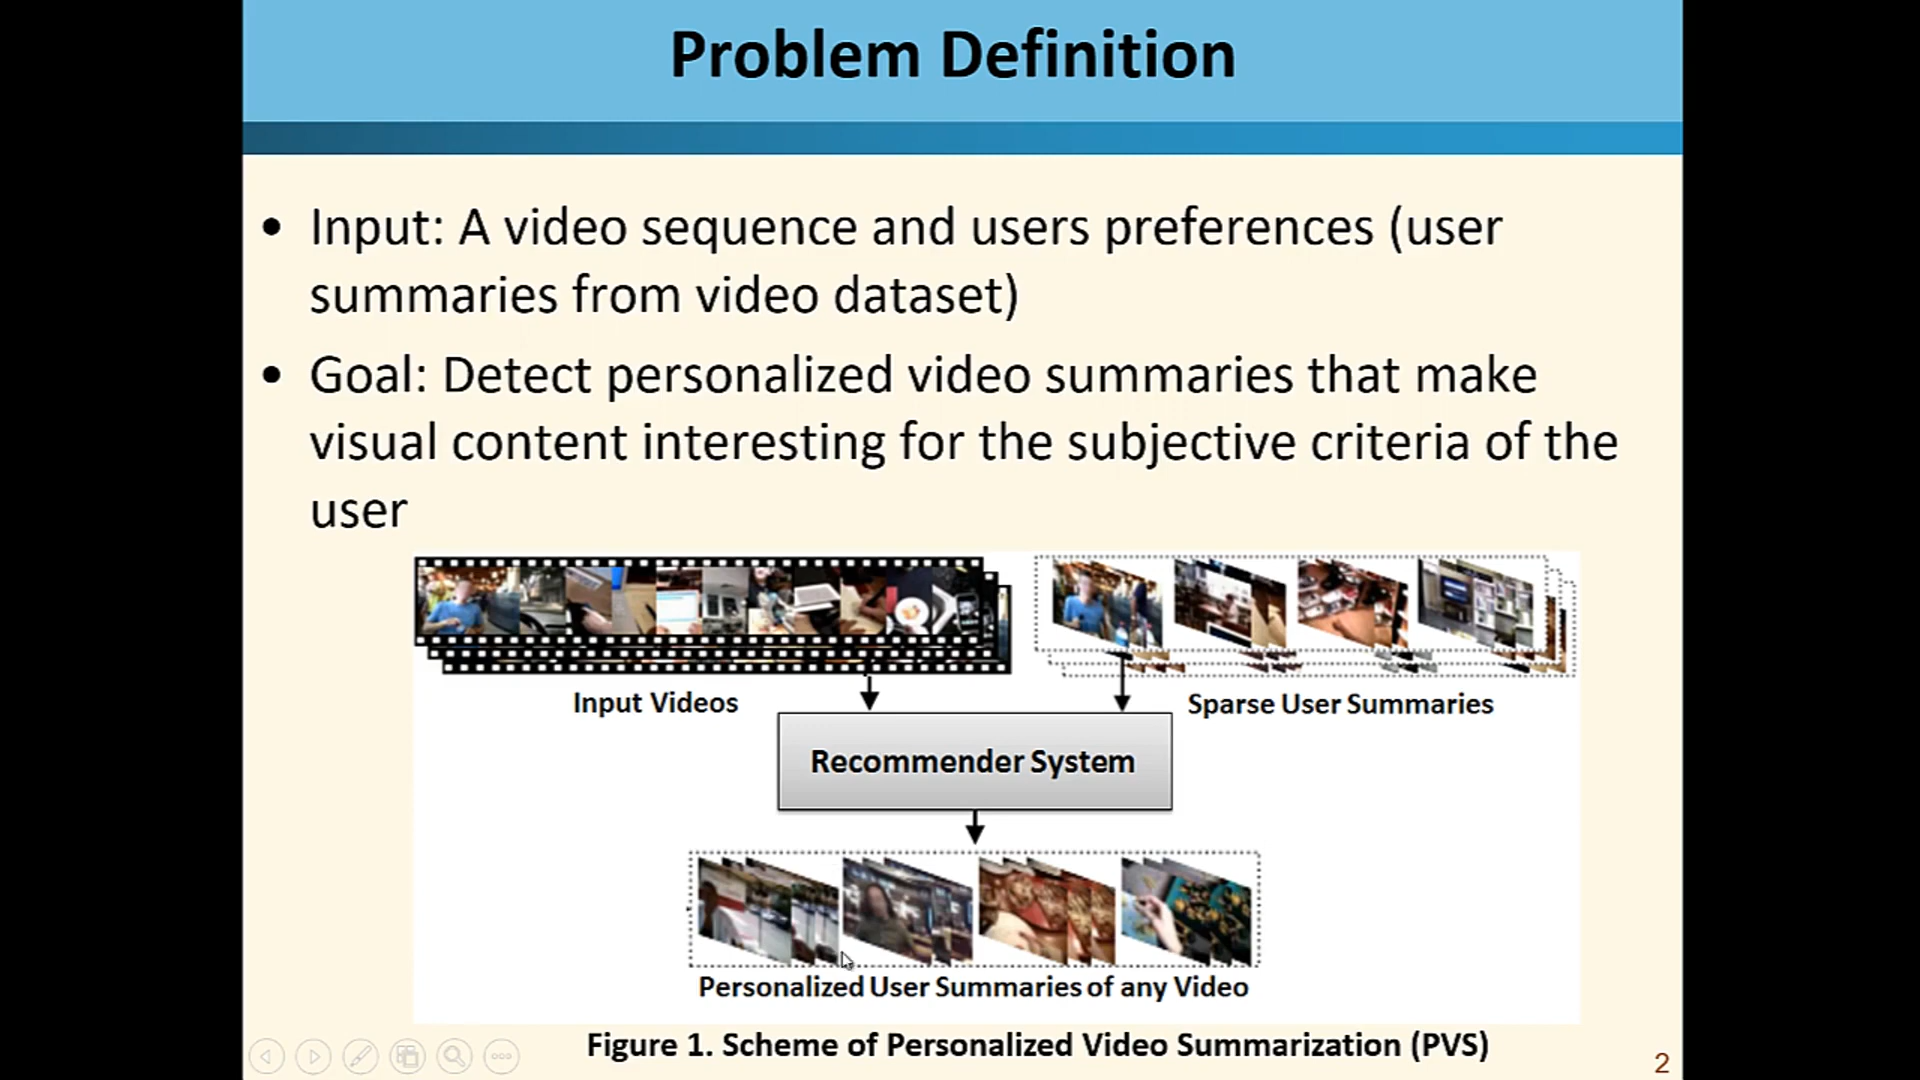 Problem Definition
• Input: A video sequence and users preferences (user
summaries from video dataset)
• Goal: Detect personalized video summaries that make
visual content interesting for the subjective criteria of the
user
Input Videos
Sparse User Summaries
Recommender System
Personalized User Summaries of any Video
Figure 1. Scheme of Personalized Video Summarization (PVS)
2